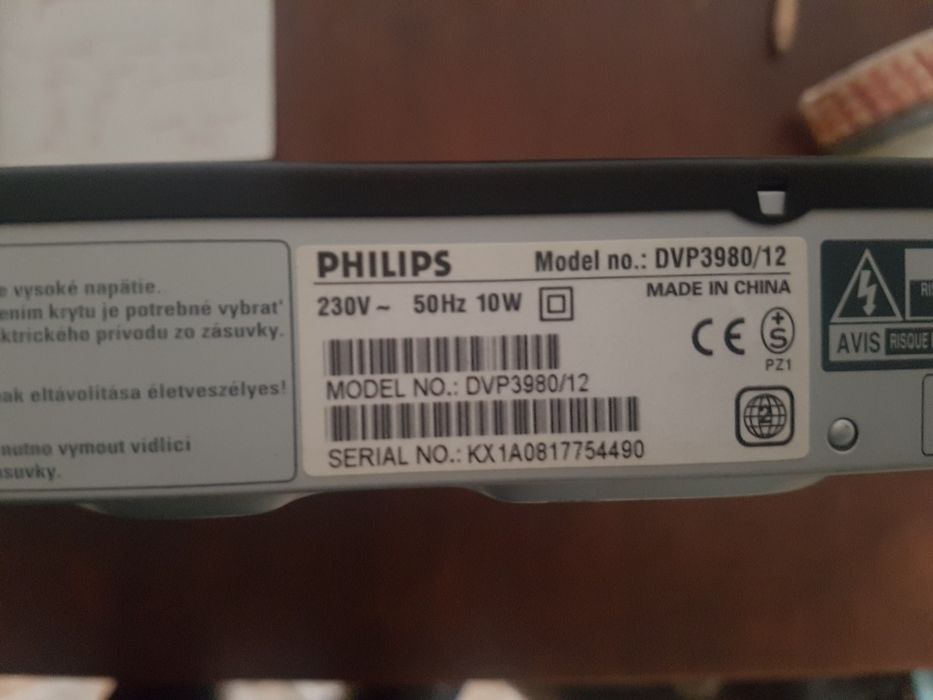 e vysoké napätie.
ením krytu je potrebné vybrať
ktrického prívodu zo zásuvky.
ak eltávolítása életveszélyes!
nutno vymout vidlici
ásuvky.
PHILIPS Model no.: DVP3980/12
230V ~ 50Hz 10W MADE IN CHINA
CE + S
PZ1
MODEL NO.: DVP3980/12
2
SERIAL NO.: KX1A0817754490
RI
AVIS RISQUE